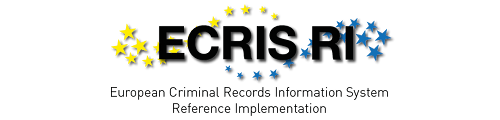 ECRIS RI
European Criminal Records Information System
Reference Implementation